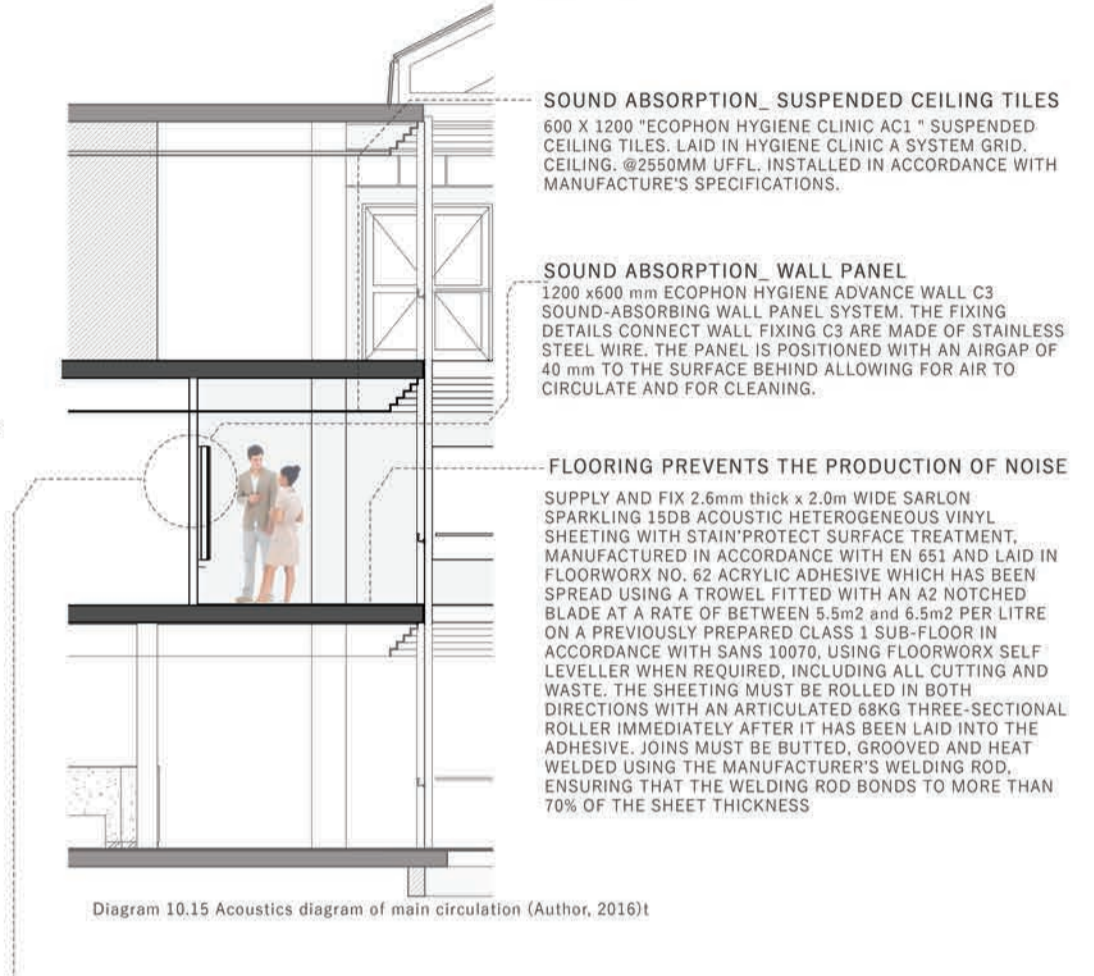 SOUND ABSORPTION_ SUSPENDED CEILING TILES
600 X 1200 "ECOPHON HYGIENE CLINIC AC1 " SUSPENDED
CEILING TILES. LAID IN HYGIENE CLINIC A SYSTEM GRID.
CEILING. @2550MM UFFL. INSTALLED IN ACCORDANCE WITH
MANUFACTURE'S SPECIFICATIONS.
SOUND ABSORPTION_ WALL PANEL
1200 x600 mm ECOPHON HYGIENE ADVANCE WALL C3
SOUND-ABSORBING WALL PANEL SYSTEM. THE FIXING
DETAILS CONNECT WALL FIXING C3 ARE MADE OF STAINLESS
STEEL WIRE. THE PANEL IS POSITIONED WITH AN AIRGAP OF
40 mm TO THE SURFACE BEHIND ALLOWING FOR AIR TO
CIRCULATE AND FOR CLEANING.
FLOORING PREVENTS THE PRODUCTION OF NOISE
SUPPLY AND FIX 2.6mm thick x 2.0m WIDE SARLON
SPARKLING 15DB ACOUSTIC HETEROGENEOUS VINYL
SHEETING WITH STAIN'PROTECT SURFACE TREATMENT,
MANUFACTURED IN ACCORDANCE WITH EN 651 AND LAID IN
FLOORWORX NO. 62 ACRYLIC ADHESIVE WHICH HAS BEEN
SPREAD USING A TROWEL FITTED WITH AN A2 NOTCHED
BLADE AT A RATE OF BETWEEN 5.5m2 and 6.5m2 PER LITRE
ON A PREVIOUSLY PREPARED CLASS 1 SUB-FLOOR IN
ACCORDANCE WITH SANS 10070, USING FLOORWORX SELF
LEVELLER WHEN REQUIRED, INCLUDING ALL CUTTING AND
WASTE. THE SHEETING MUST BE ROLLED IN BOTH
DIRECTIONS WITH AN ARTICULATED 68KG THREE-SECTIONAL
ROLLER IMMEDIATELY AFTER IT HAS BEEN LAID INTO THE
ADHESIVE. JOINS MUST BE BUTTED, GROOVED AND HEAT
WELDED USING THE MANUFACTURER'S WELDING ROD,
ENSURING THAT THE WELDING ROD BONDS TO MORE THAN
70% OF THE SHEET THICKNESS
Diagram 10.15 Acoustics diagram of main circulation (Author, 2016)t